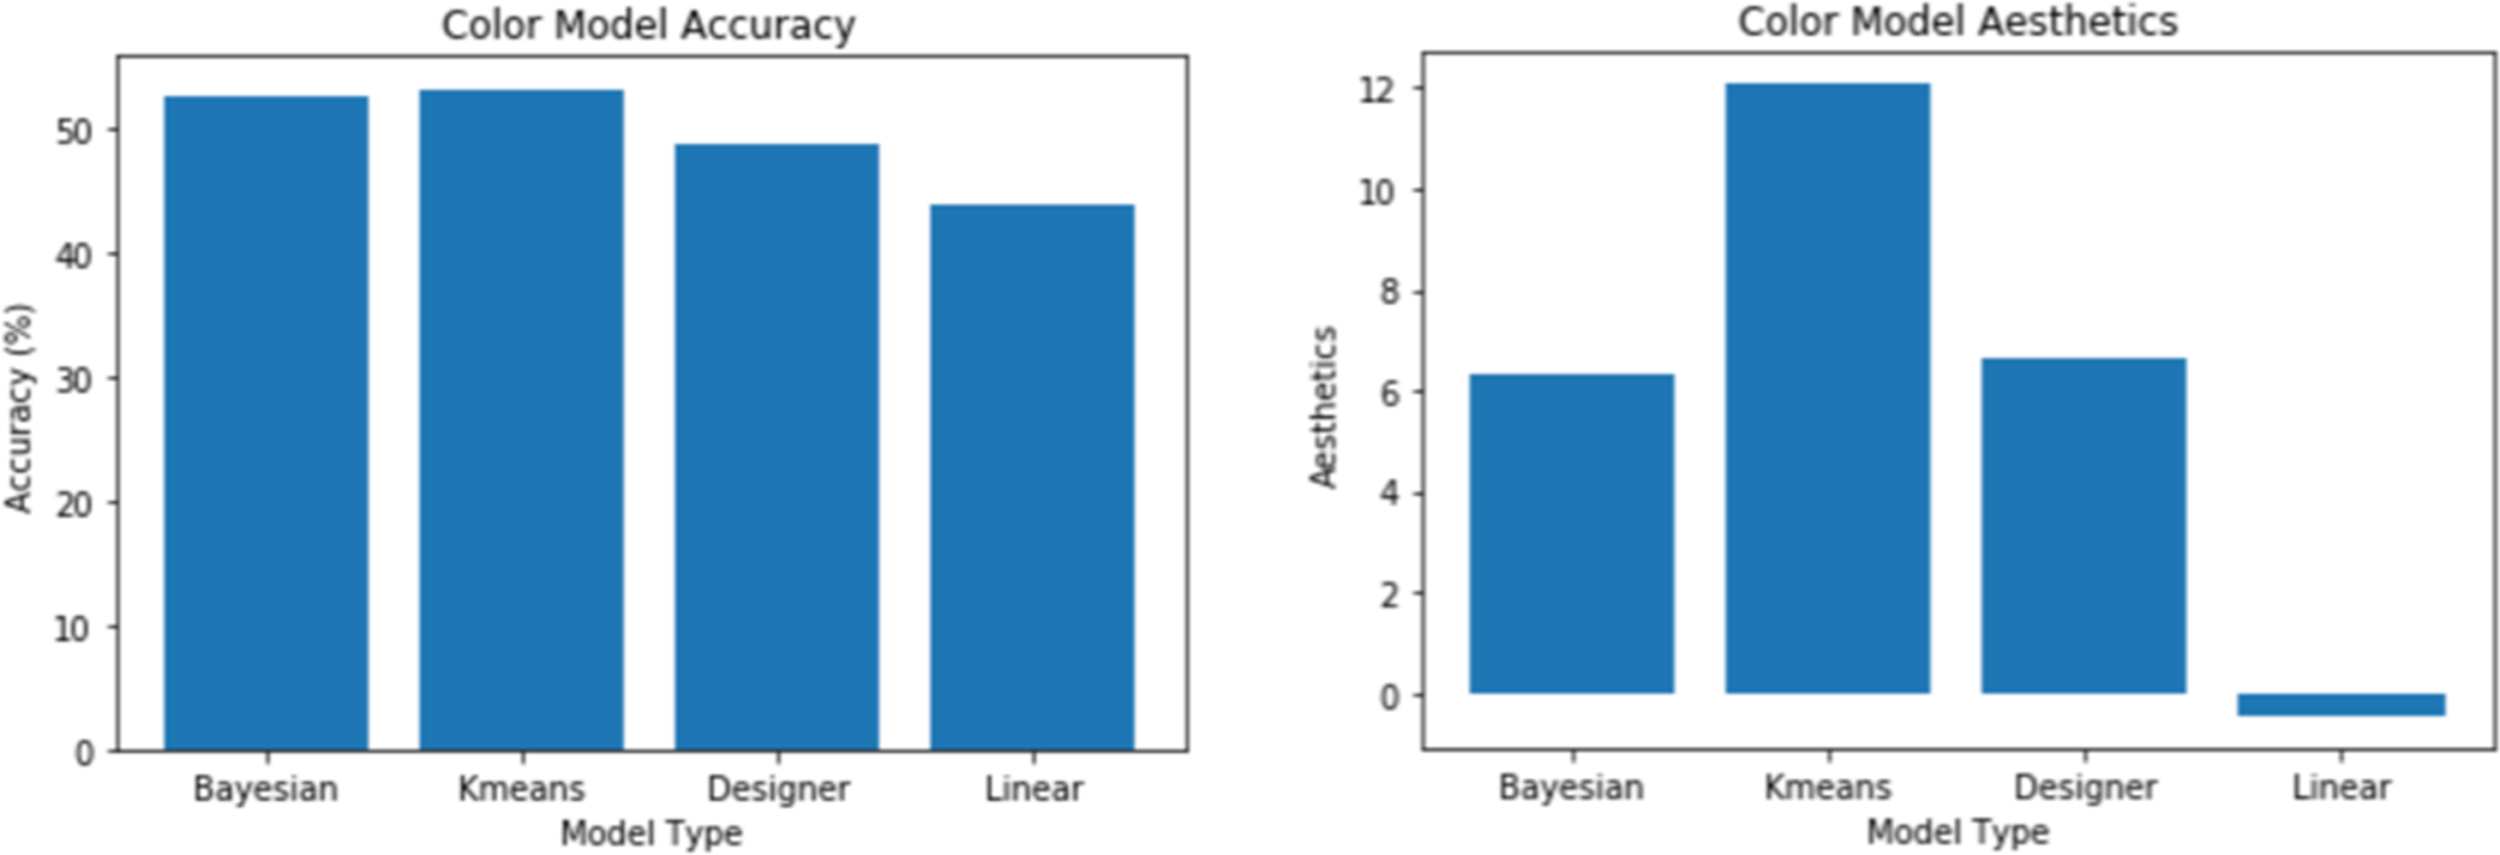 Color Model Accuracy
Accuracy (%)
50
40
30
20
10
0
Bayesian Kmeans Designer Linear
Model Type
Color Model Aesthetics
Aesthetics
12
10
8
6
4
2
0
Bayesian Kmeans Designer Linear
Model Type